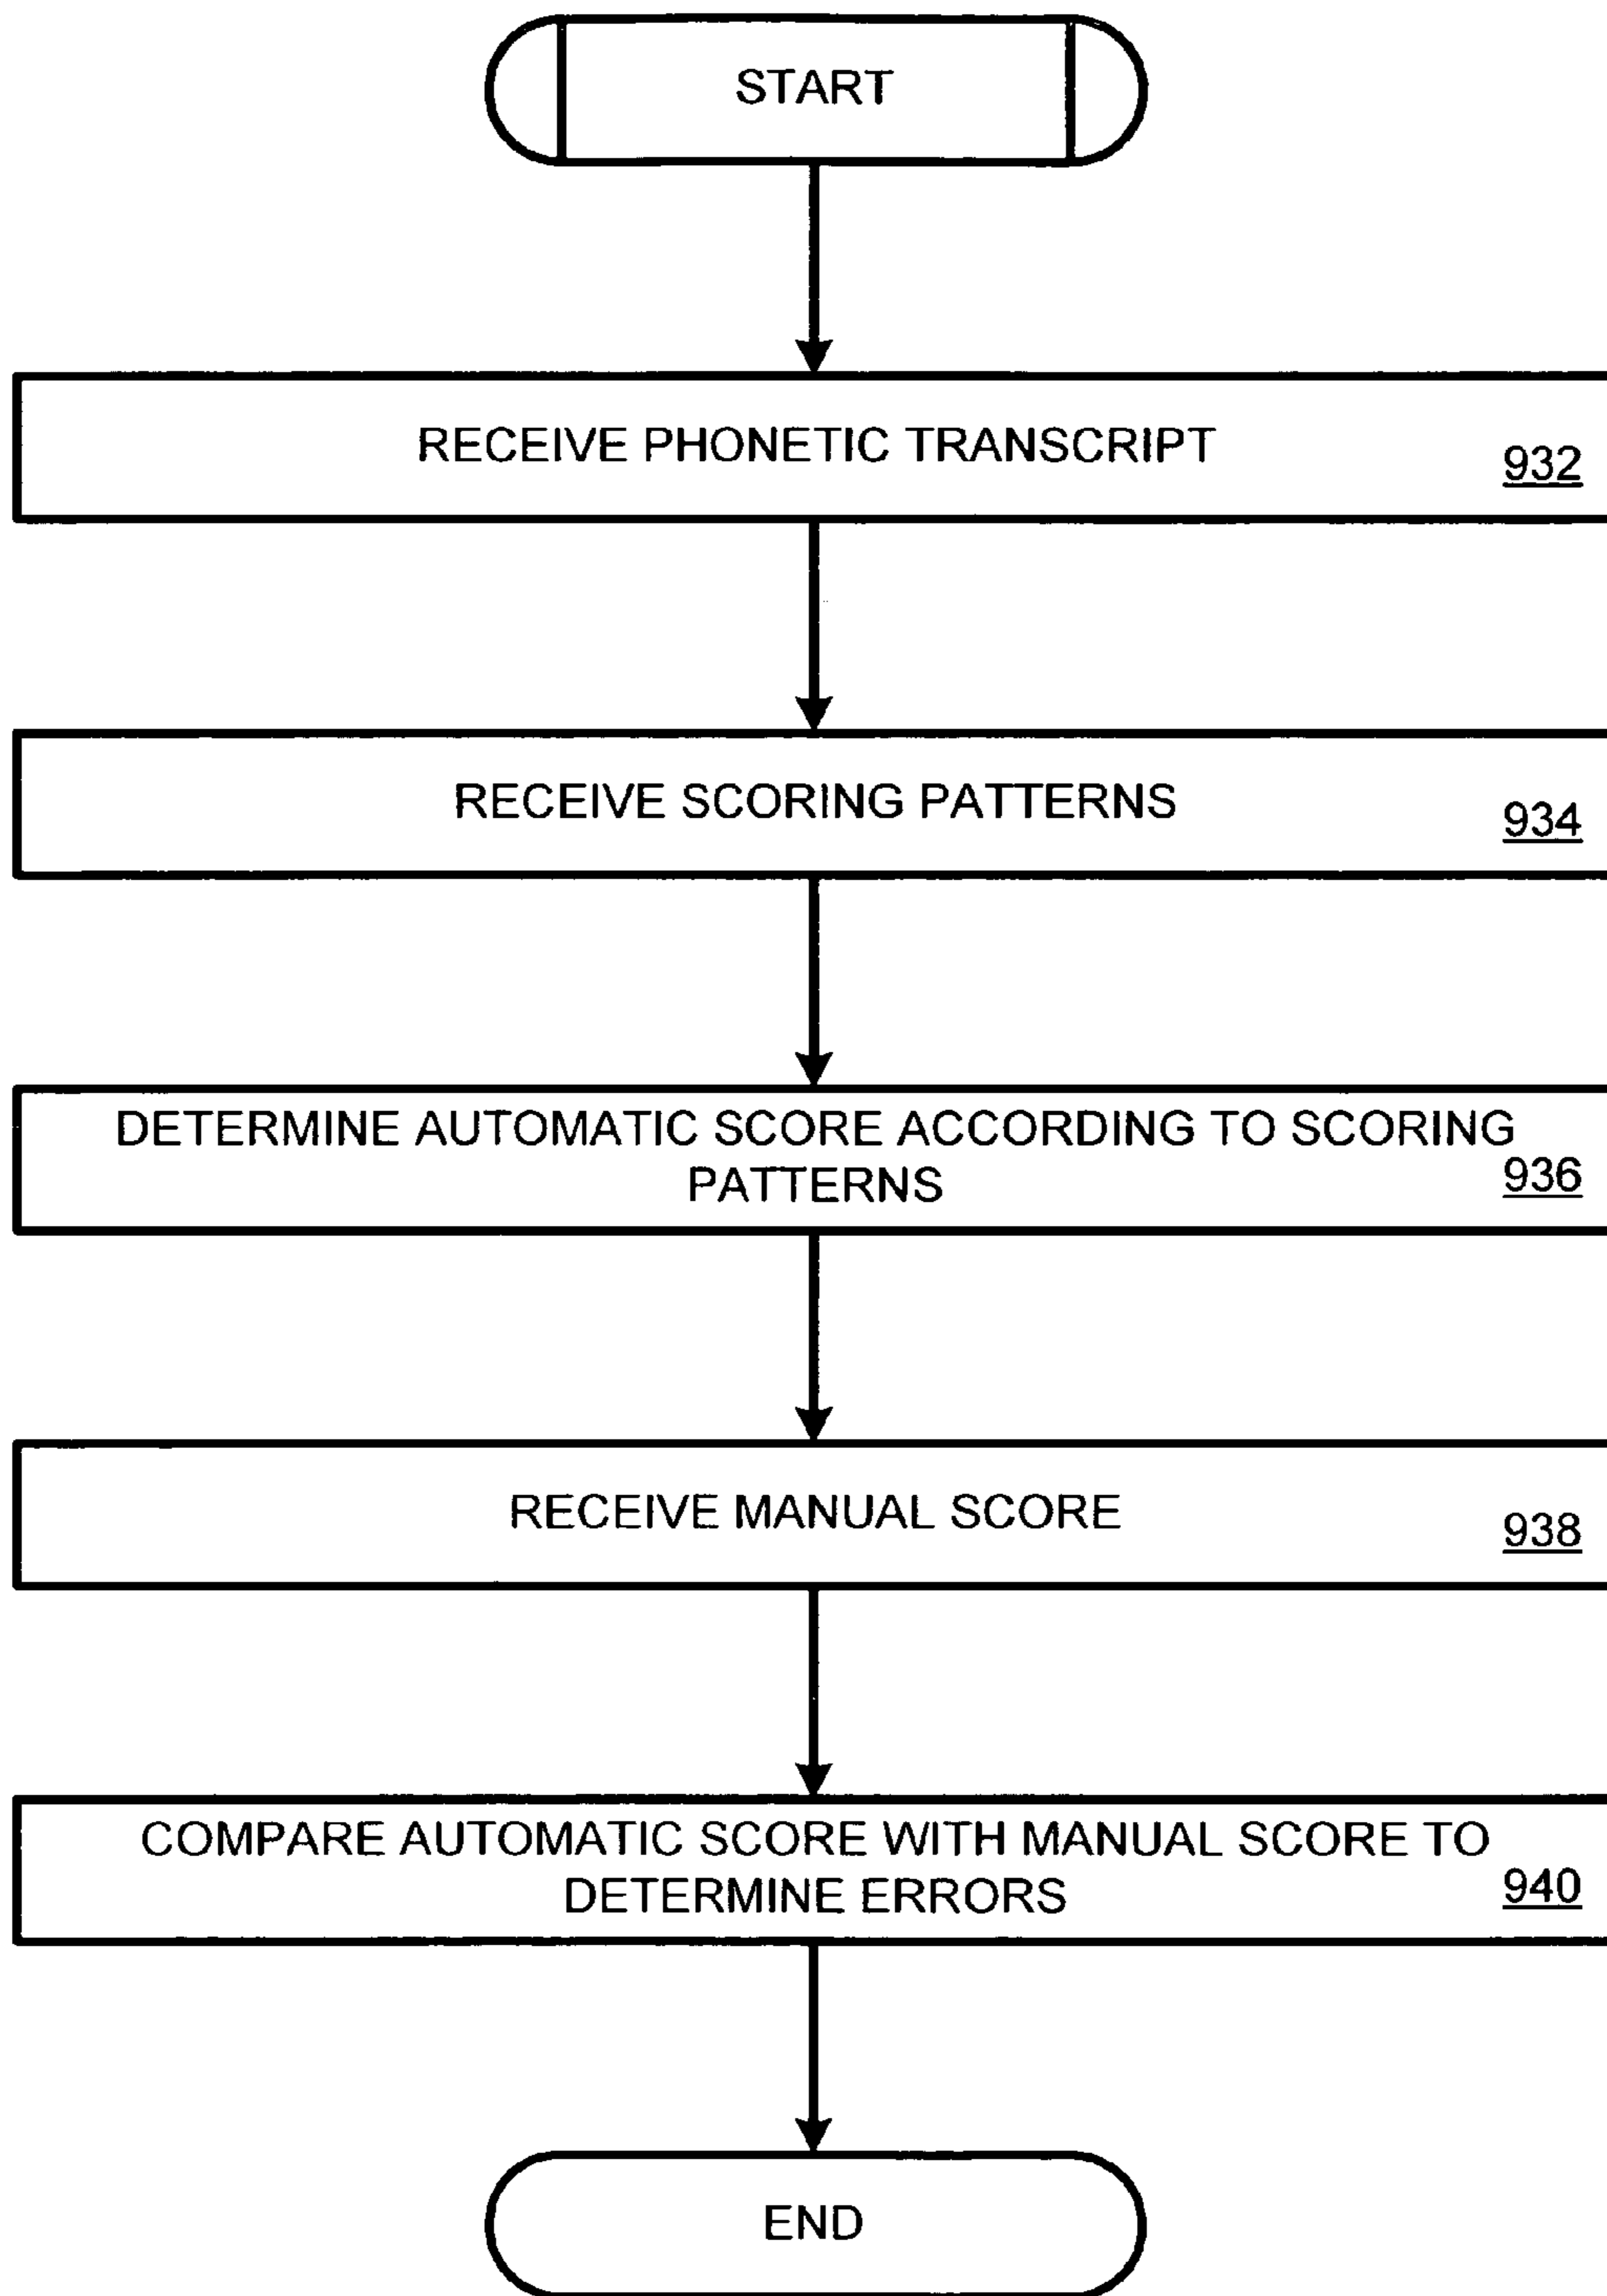 START
RECEIVE PHONETIC TRANSCRIPT
932
RECEIVE SCORING PATTERNS
934
DETERMINE AUTOMATIC SCORE ACCORDING TO SCORING
PATTERNS
936
RECEIVE MANUAL SCORE
938
COMPARE AUTOMATIC SCORE WITH MANUAL SCORE TO
DETERMINE ERRORS
940
END